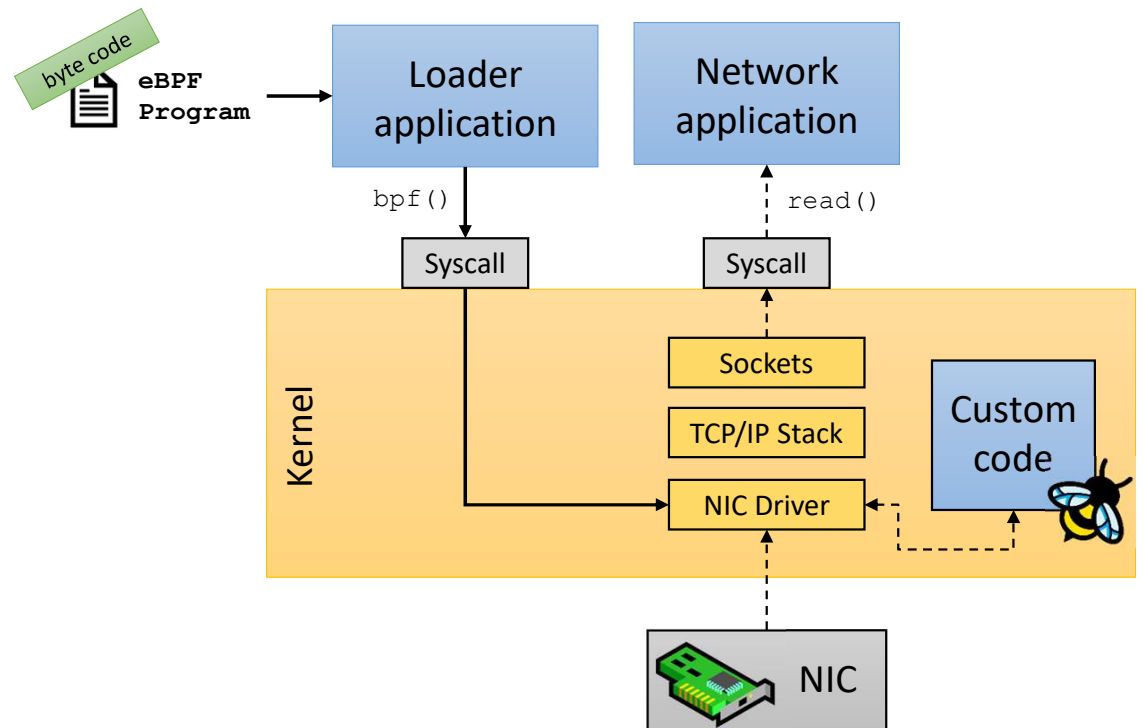 byte code
eBPF
Program
Loader
application
Network
application
bpf()
read()
Syscall
Syscall
Kernel
Sockets
TCP/IP Stack
NIC Driver
Custom
code
NIC